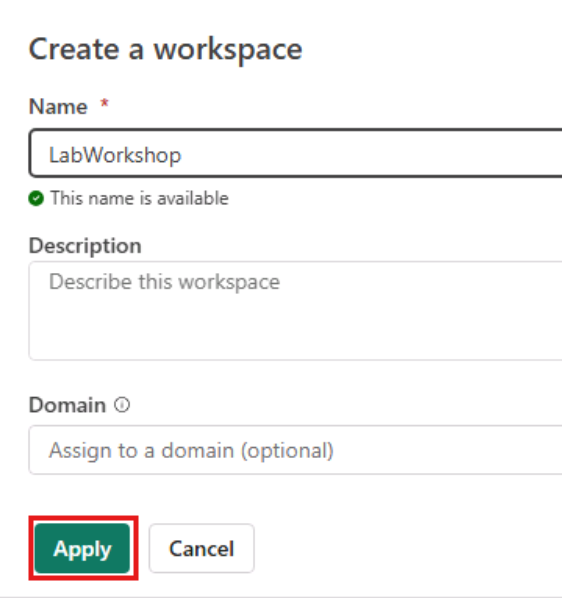 Create a workspace
Name *
LabWorkshop
This name is available
Description
Describe this workspace
Domain
Assign to a domain (optional)
Apply Cancel